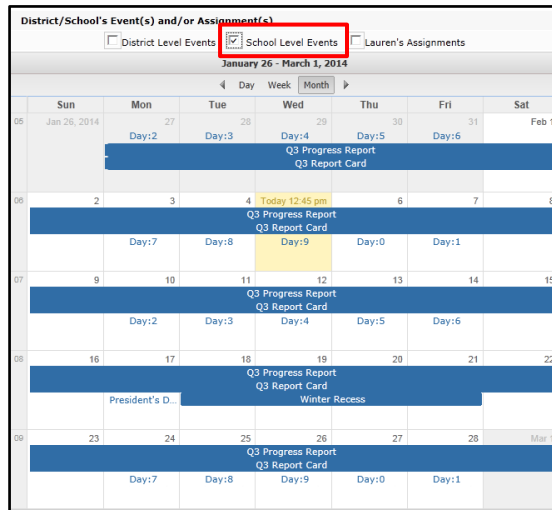 District/School's Event(s) and/or Assignment(s)
District Level Events School Level Events Lauren's Assignments
January 26 - March 1, 2014
Day Week Month
Sun Mon Tue Wed Thu Fri Sat
05 Jan 26, 2014 27 28 29 30 31 Feb 1
Day:2 Day:3 Day:4 Day:5 Day:6
Q3 Progress Report
Q3 Report Card
06 2 3 4 Today 12:45 pm 6 7 8
Q3 Progress Report
Q3 Report Card
Day:7 Day:8 Day:9 Day:0 Day:1
07 9 10 11 12 13 14 15
Q3 Progress Report
Q3 Report Card
Day:2 Day:3 Day:4 Day:5 Day:6
08 16 17 18 19 20 21 22
Q3 Progress Report
Q3 Report Card
President's D... Winter Recess
09 23 24 25 26 27 28 Mar 1
Q3 Progress Report
Q3 Report Card
Day:7 Day:8 Day:9 Day:0 Day:1